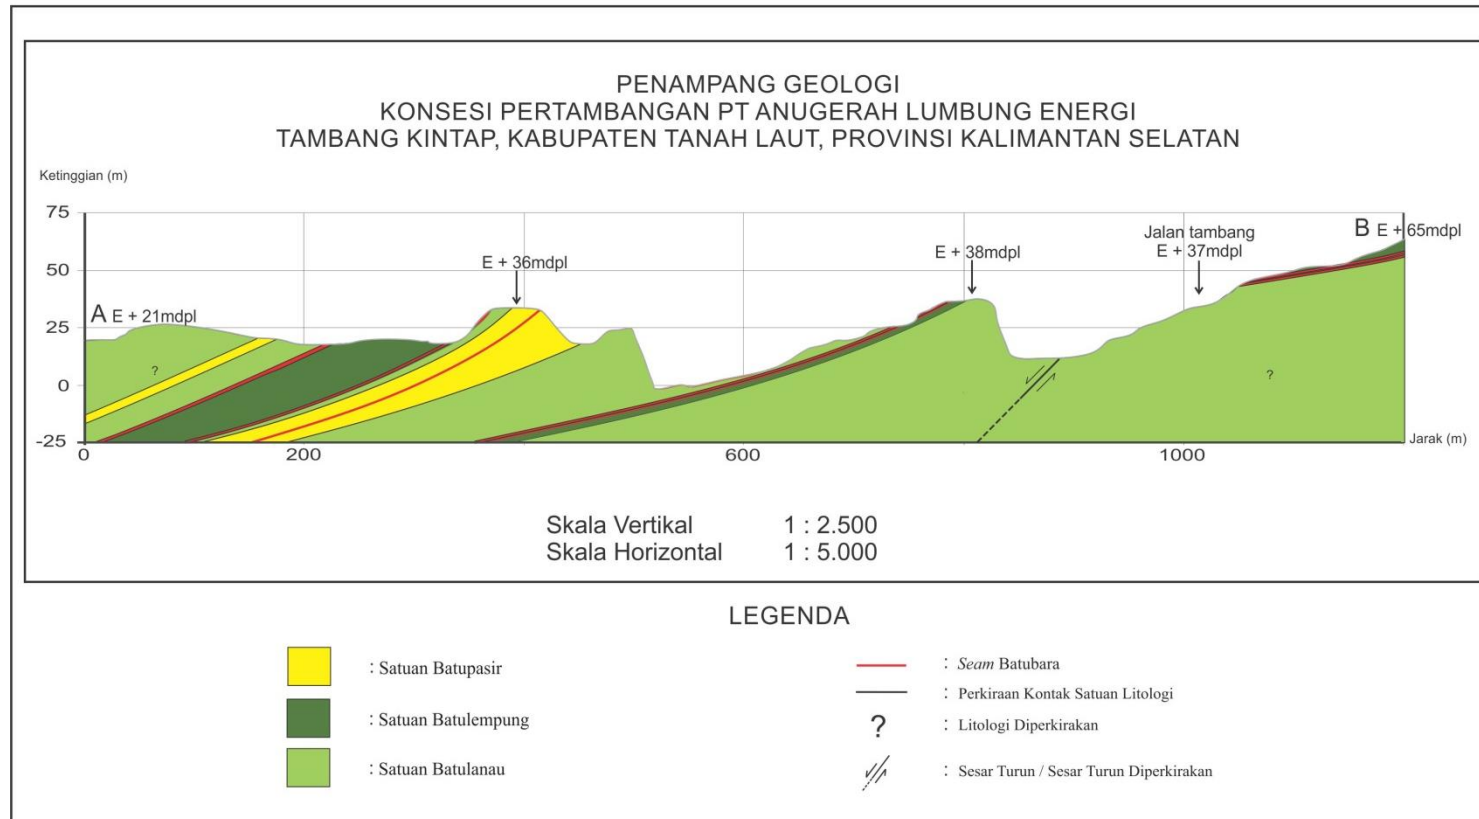 PENAMPANG GEOLOGI
KONSESI PERTAMBANGAN PT ANUGERAH LUMBUNG ENERGI
TAMBANG KINTAP, KABUPATEN TANAH LAUT, PROVINSI KALIMANTAN SELATAN
Ketinggian (m)
75
50
25
0
-25
A E + 21mdpl
E + 36mdpl
E + 38mdpl
Jalan tambang
E + 37mdpl
B E + 65mdpl
?
?
0
200
600
1000
Jarak (m)
Skala Vertikal 1 : 2.500
Skala Horizontal 1 : 5.000
LEGENDA
: Satuan Batupasir
: Satuan Batulempung
: Satuan Batulanau
: Seam Batubara
: Perkiraan Kontak Satuan Litologi
? : Litologi Diperkirakan
: Sesar Turun / Sesar Turun Diperkirakan